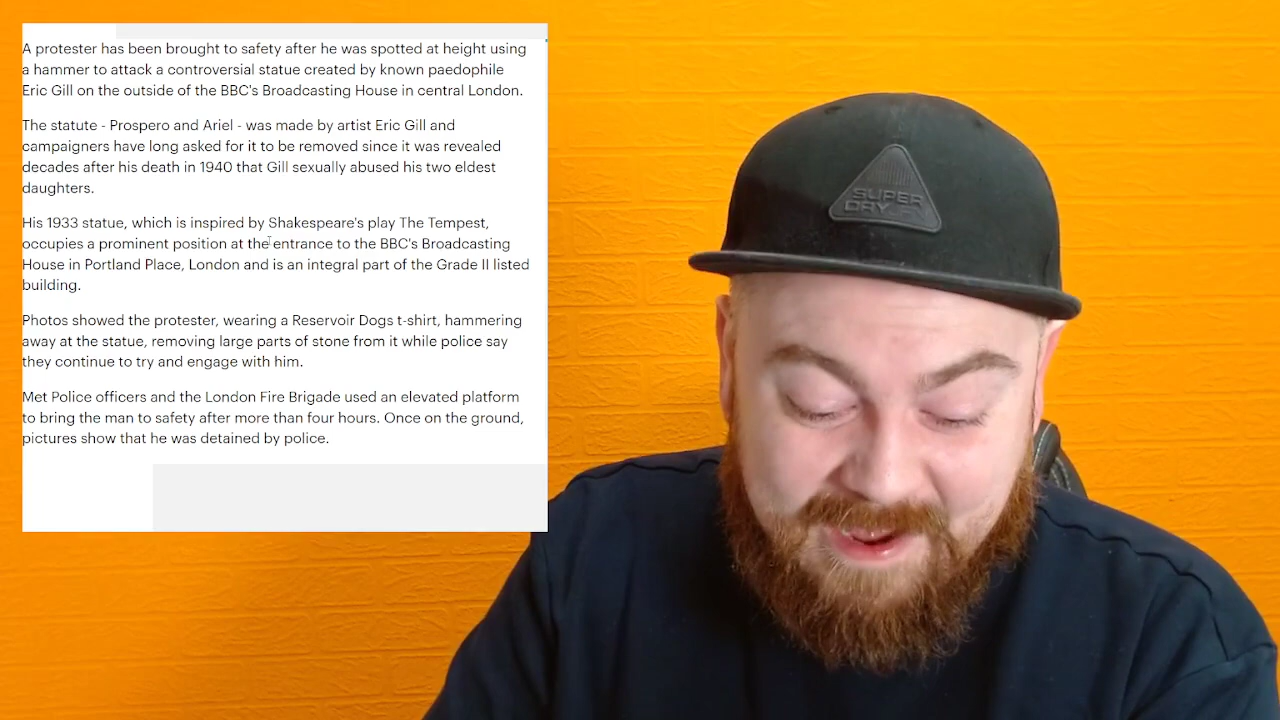 A protester has been brought to safety after he was spotted at height using
a hammer to attack a controversial statue created by known paedophile
Eric Gill on the outside of the BBC's Broadcasting House in central London.
The statute - Prospero and Ariel - was made by artist Eric Gill and
campaigners have long asked for it to be removed since it was revealed
decades after his death in 1940 that Gill sexually abused his two eldest
daughters.
His 1933 statue, which is inspired by Shakespeare's play The Tempest,
occupies a prominent position at the entrance to the BBC's Broadcasting
House in Portland Place, London and is an integral part of the Grade II listed
building.
Photos showed the protester, wearing a Reservoir Dogs t-shirt, hammering
away at the statue, removing large parts of stone from it while police say
they continue to try and engage with him.
Met Police officers and the London Fire Brigade used an elevated platform
to bring the man to safety after more than four hours. Once on the ground,
pictures show that he was detained by police.
SUPER
DRY